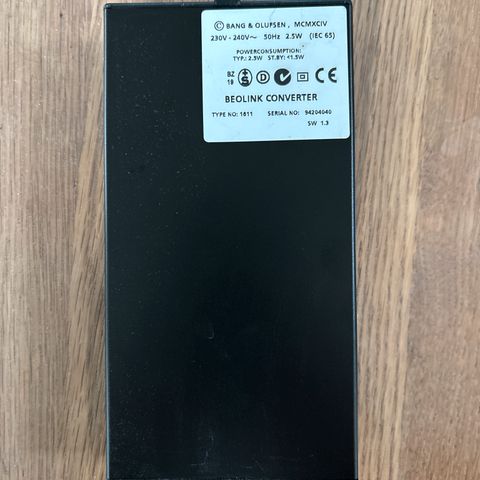 © BANG & OLUFSEN, MCMXCIV
230V - 240V~ 50Hz 2.5W (IEC 65)
POWERCONSUMPTION:
TYP.: 2.5W ST.BY: <1.5W
BZ
19
D
CE
BEOLINK CONVERTER
TYPE NO: 1611 SERIAL NO: 94204040
SW 1.3